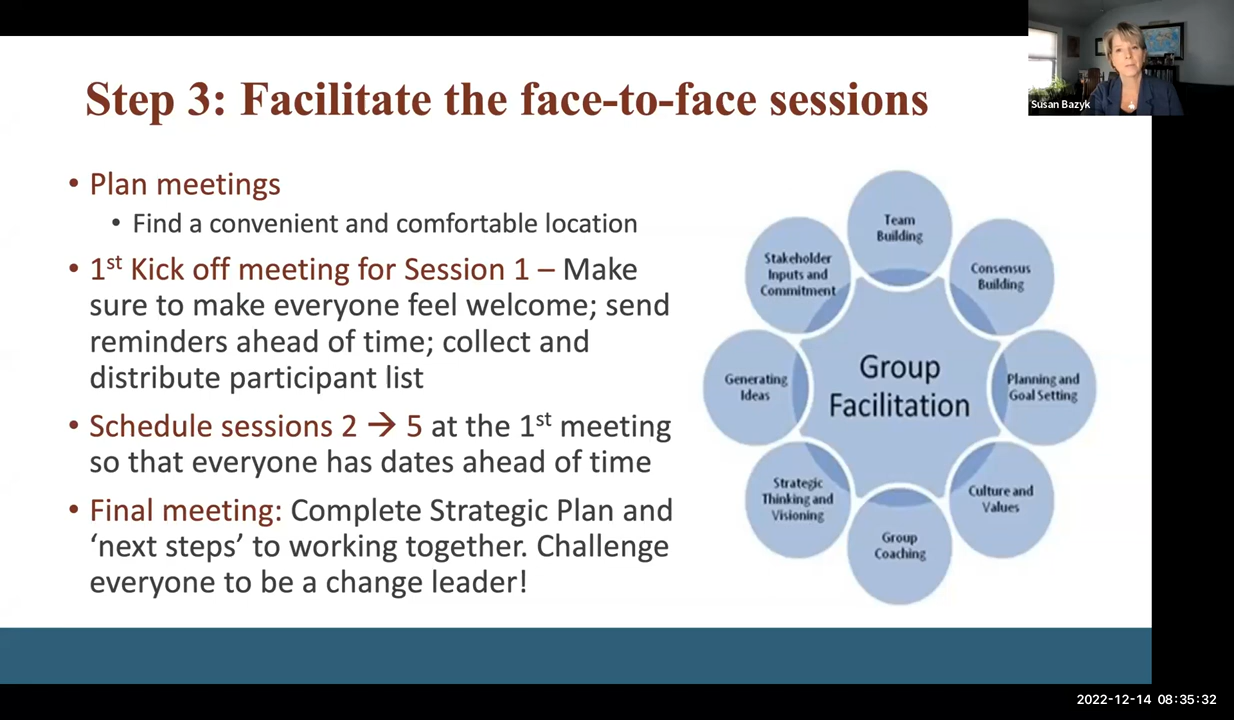 Step 3: Facilitate the face-to-face sessions
Susan Bazyk
• Plan meetings
• Find a convenient and comfortable location
• 1st Kick off meeting for Session 1 – Make
sure to make everyone feel welcome; send
reminders ahead of time; collect and
distribute participant list
• Schedule sessions 2 → 5 at the 1st meeting
so that everyone has dates ahead of time
• Final meeting: Complete Strategic Plan and
‘next steps’ to working together. Challenge
everyone to be a change leader!
Group
Facilitation
Team
Building
Consensus
Building
Planning and
Goal Setting
Culture and
Values
Group
Coaching
Strategic
Thinking and
Visioning
Generating
Ideas
Stakeholder
Inputs and
Commitment
2022-12-14 08:35:32